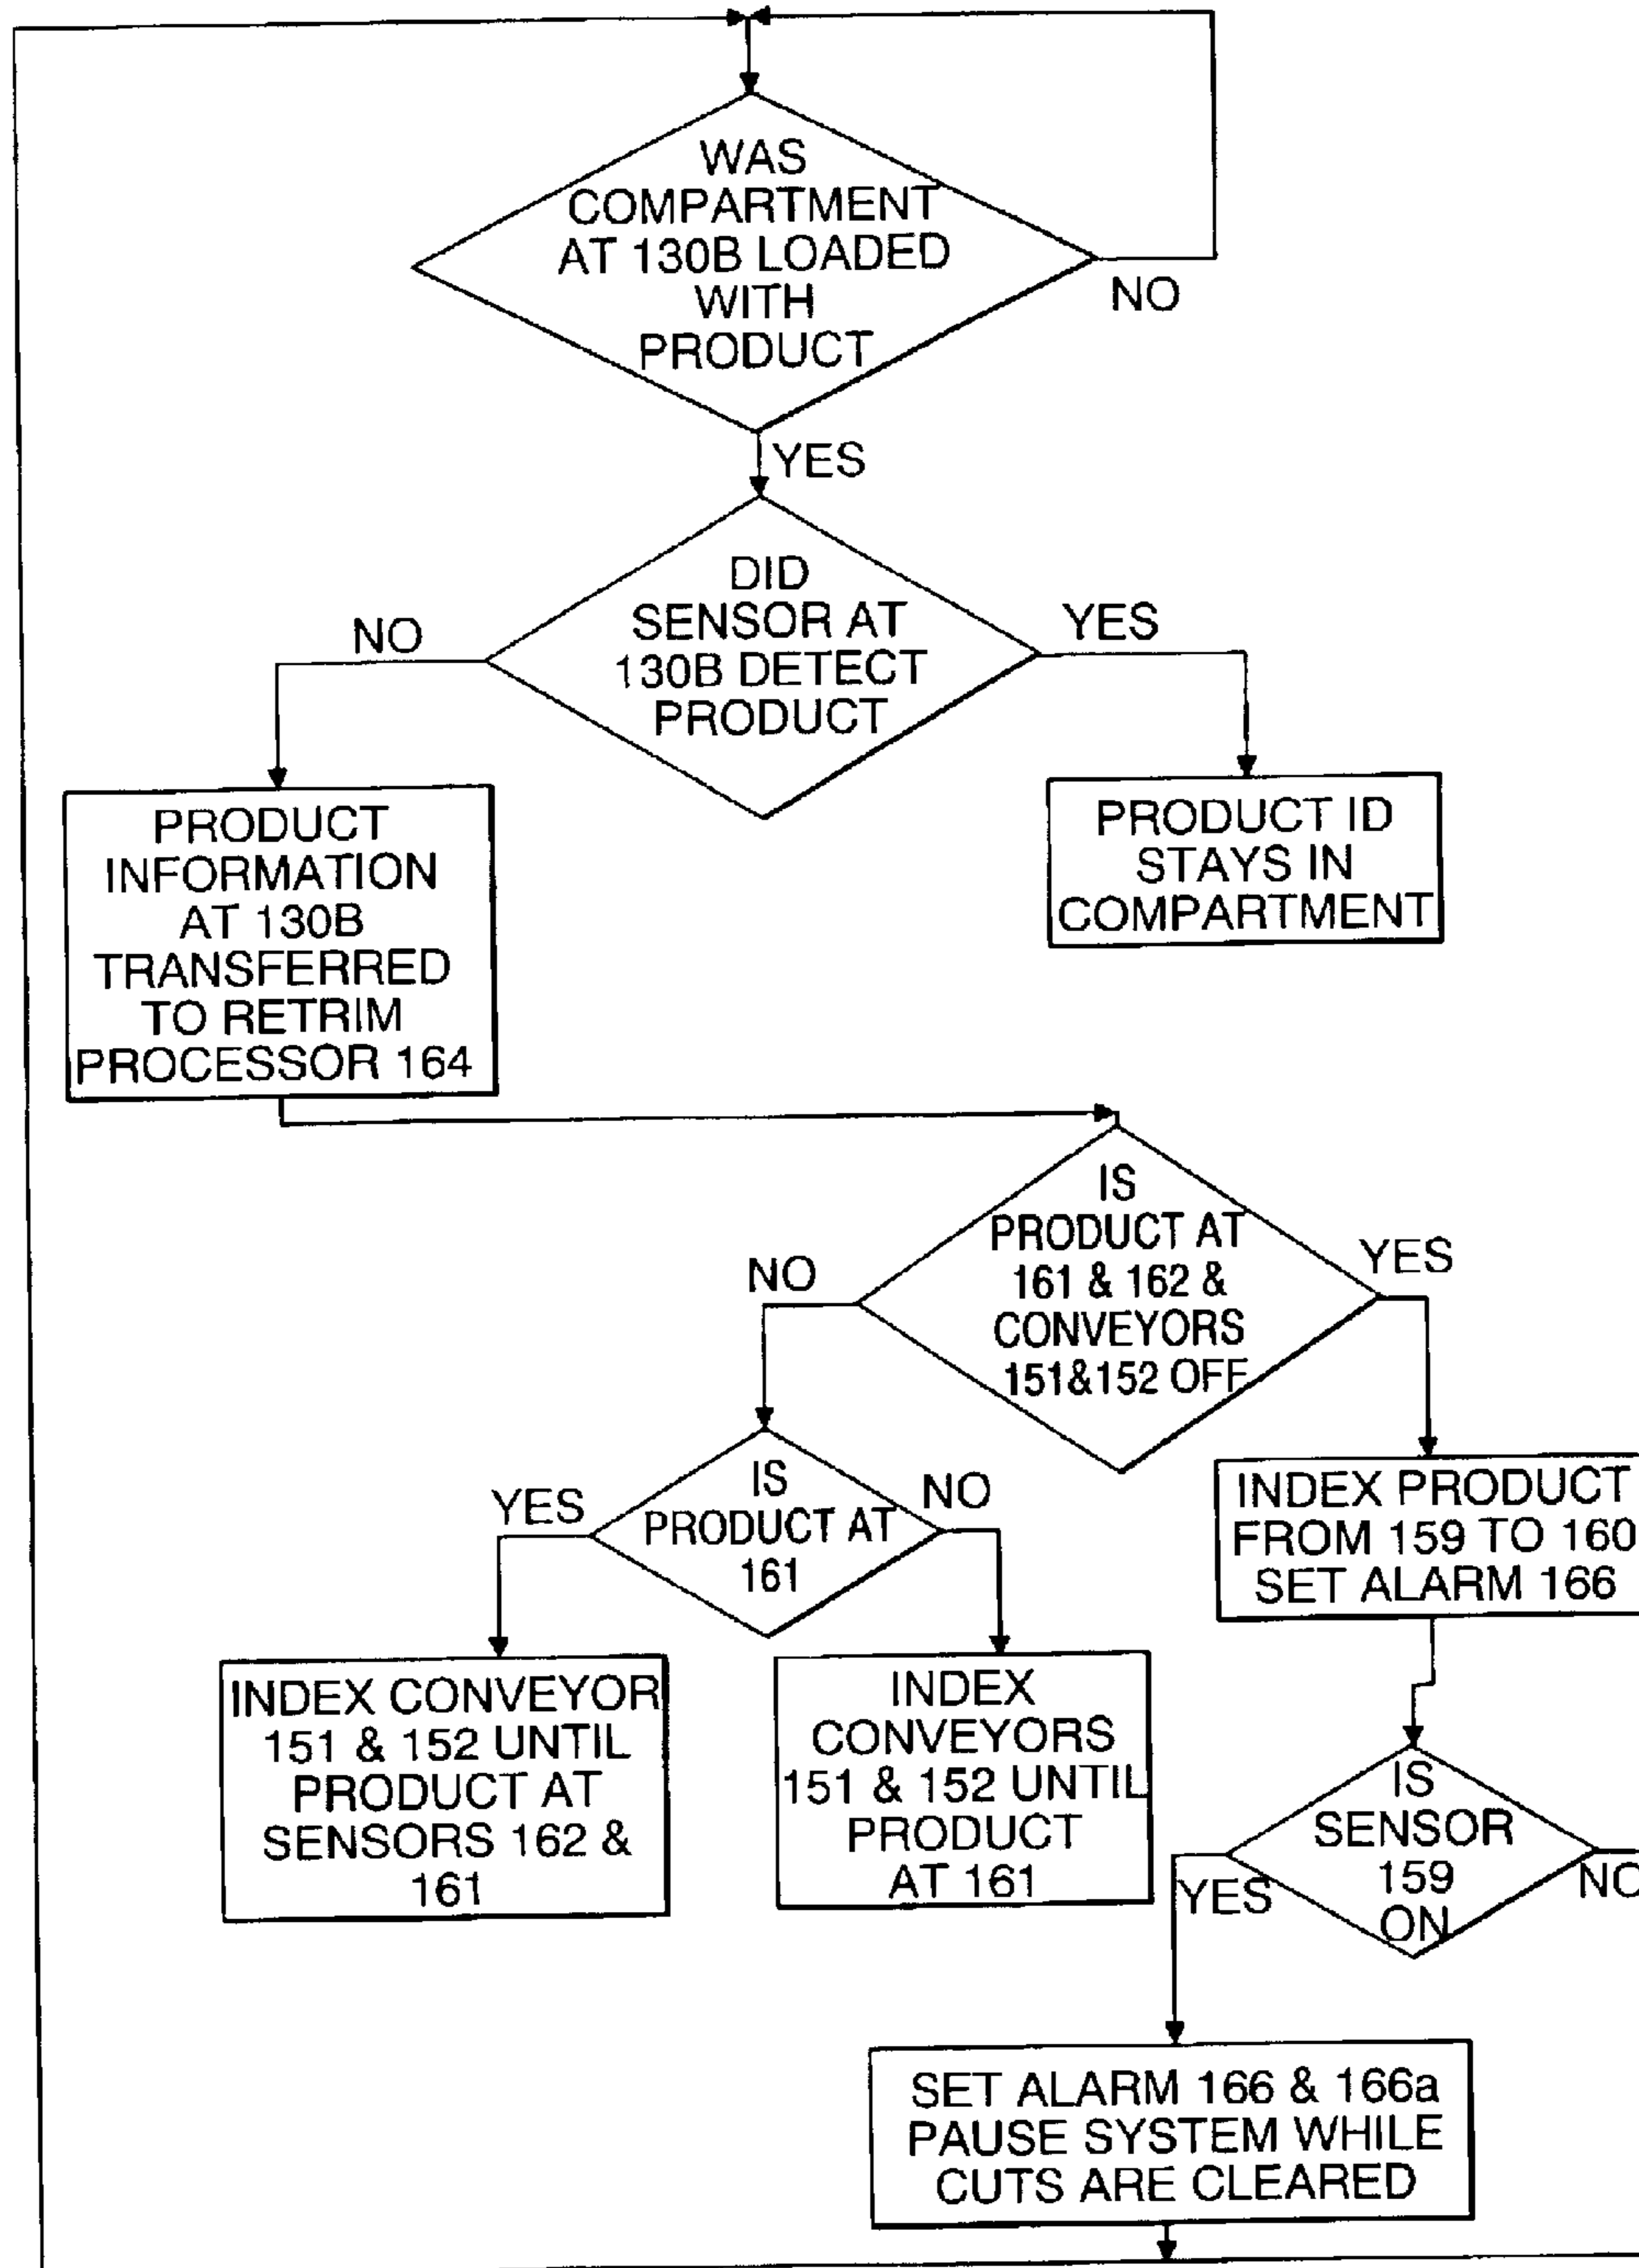 WAS
COMPARTMENT
AT 130B LOADED
WITH
PRODUCT
NO
YES
DID
SENSOR AT
130B DETECT
PRODUCT
NO
YES
PRODUCT
INFORMATION
AT 130B
TRANSFERRED
TO RETRIM
PROCESSOR 164
PRODUCT ID
STAYS IN
COMPARTMENT
IS
PRODUCT AT
161 & 162 &
CONVEYORS
151&152 OFF
NO
YES
IS
PRODUCT AT
161
YES
NO
INDEX PRODUCT
FROM 159 TO 160
SET ALARM 166
INDEX CONVEYOR
151 & 152 UNTIL
PRODUCT AT
SENSORS 162 &
161
INDEX
CONVEYORS
151 & 152 UNTIL
PRODUCT
AT 161
IS
SENSOR
159
ON
YES
NO
SET ALARM 166 & 166a
PAUSE SYSTEM WHILE
CUTS ARE CLEARED